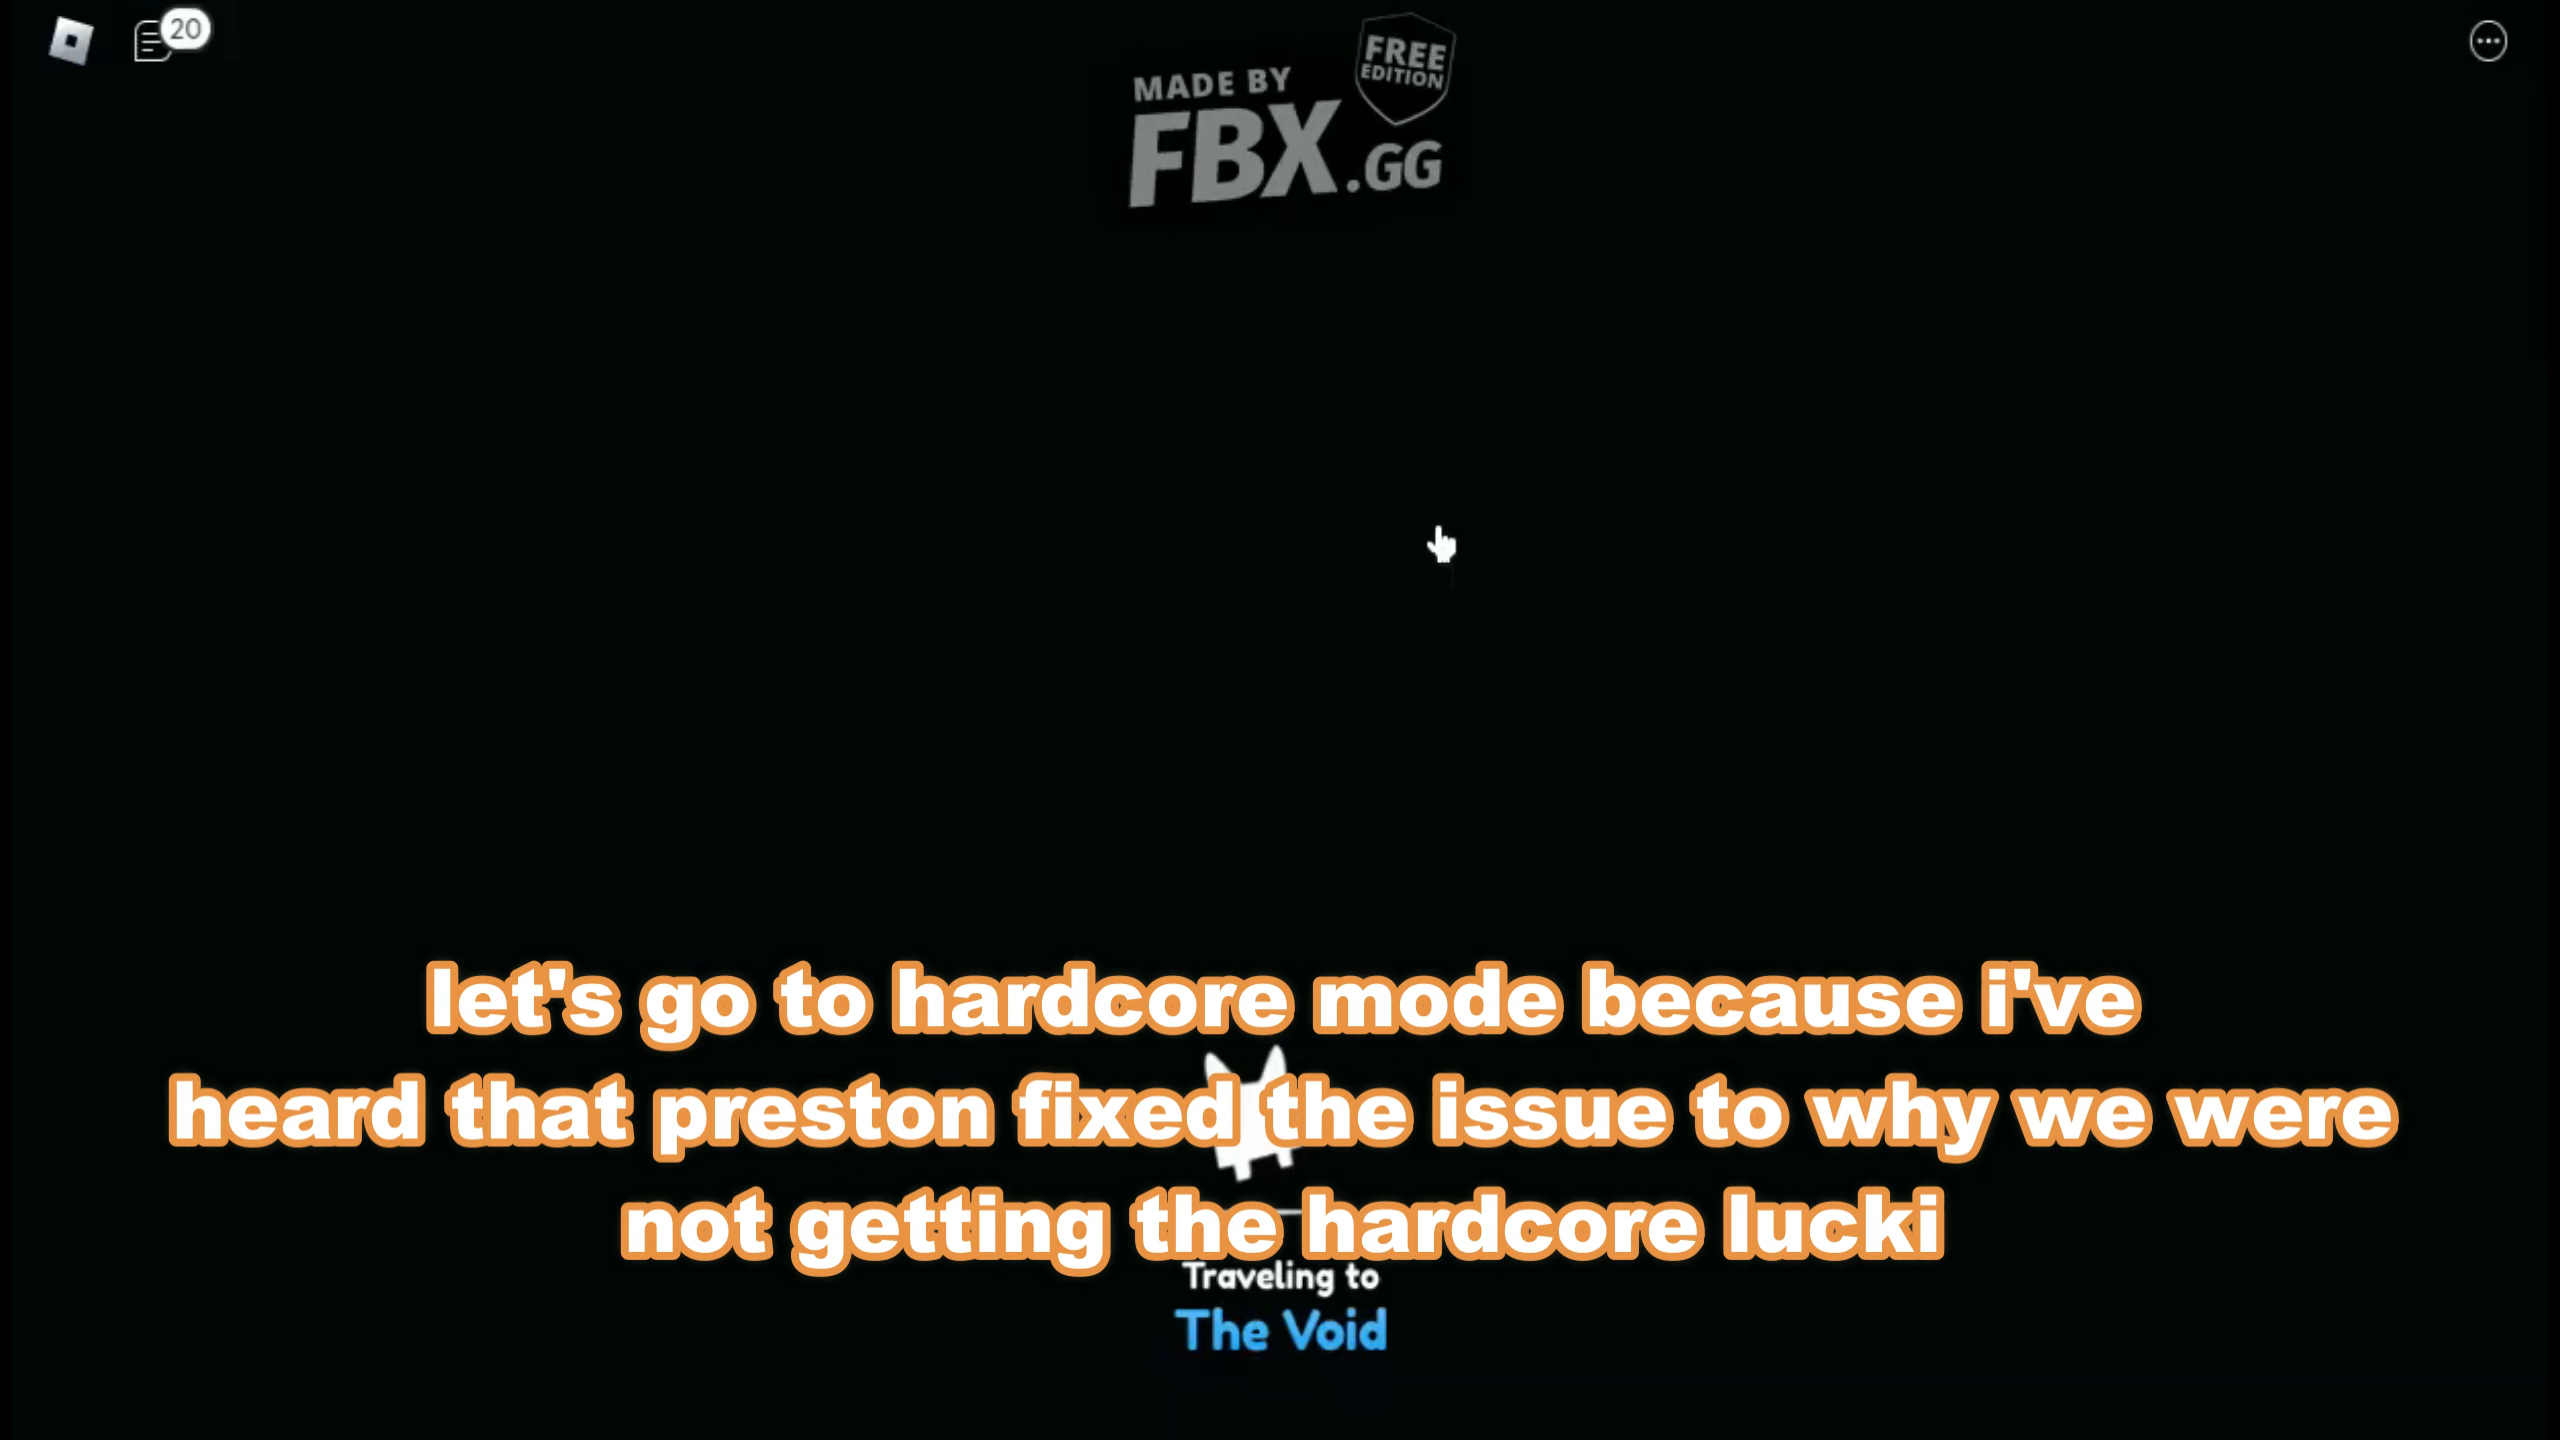 20
MADE BY
FREE
EDITION
FBX.GG
let's go to hardcore mode because i've
heard that preston fixed the issue to why we were
not getting the hardcore lucki
Traveling to
The Void